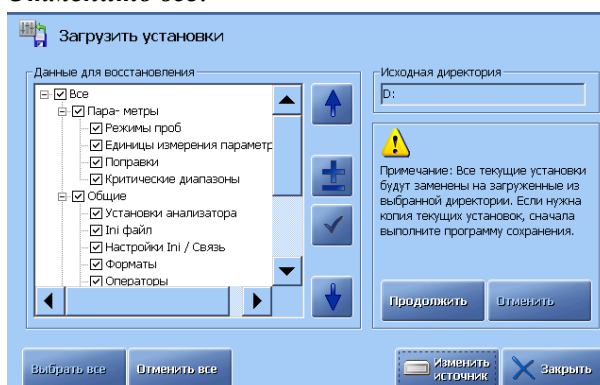 Загрузить установки
Данные для восстановления
Все
Пара- метры
Режимы проб
Единицы измерения параметр
Поправки
Критические диапазоны
Общие
Установки анализатора
Ini файл
Настройки Ini / Связь
Форматы
Операторы
Исходная директория
D:
Примечание: Все текущие установки
будут заменены на загруженные из
выбранной директории. Если нужна
копия текущих установок, сначала
выполните программу сохранения.
Продолжить
Отменить
Выбрать все
Отменить все
Изменить
источник
Закрыть